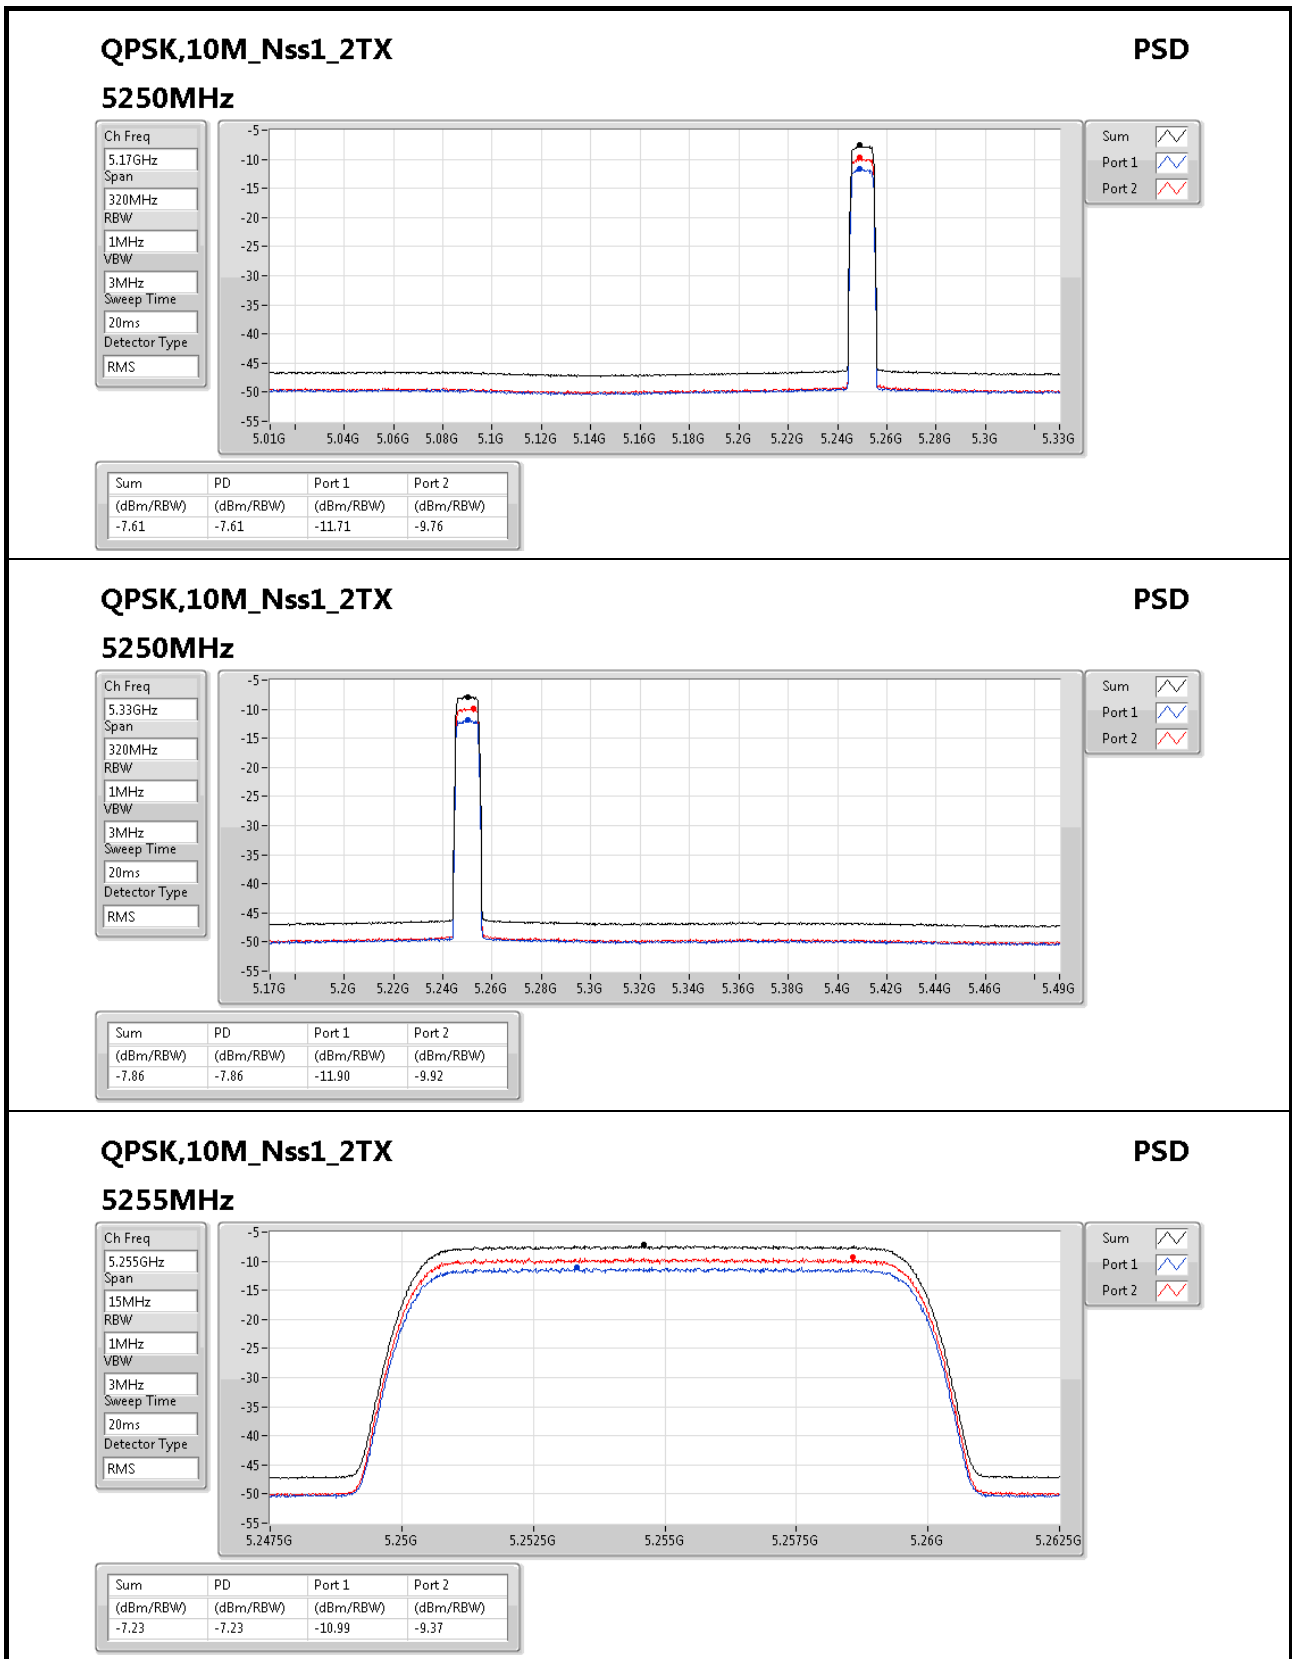 QPSK,10M_Nss1_2TX PSD
5250MHz
Ch Freq
5.17GHz
Span
320MHz
RBW
1MHz
VBW
3MHz
Sweep Time
20ms
Detector Type
RMS
-5
-10
-15
-20
-25
-30
-35
-40
-45
-50
-55
5.01G 5.04G 5.06G 5.08G 5.1G 5.12G 5.14G 5.16G 5.18G 5.2G 5.22G 5.24G 5.26G 5.28G 5.3G 5.33G
Sum
Port 1
Port 2
Sum PD Port 1 Port 2
(dBm/RBW) (dBm/RBW) (dBm/RBW) (dBm/RBW)
-7.61 -7.61 -11.71 -9.76
QPSK,10M_Nss1_2TX PSD
5250MHz
Ch Freq
5.33GHz
Span
320MHz
RBW
1MHz
VBW
3MHz
Sweep Time
20ms
Detector Type
RMS
-5
-10
-15
-20
-25
-30
-35
-40
-45
-50
-55
5.17G 5.2G 5.22G 5.24G 5.26G 5.28G 5.3G 5.32G 5.34G 5.36G 5.38G 5.4G 5.42G 5.44G 5.46G 5.49G
Sum
Port 1
Port 2
Sum PD Port 1 Port 2
(dBm/RBW) (dBm/RBW) (dBm/RBW) (dBm/RBW)
-7.86 -7.86 -11.90 -9.92
QPSK,10M_Nss1_2TX PSD
5255MHz
Ch Freq
5.255GHz
Span
15MHz
RBW
1MHz
VBW
3MHz
Sweep Time
20ms
Detector Type
RMS
-5
-10
-15
-20
-25
-30
-35
-40
-45
-50
-55
5.2475G 5.25G 5.2525G 5.255G 5.2575G 5.26G 5.2625G
Sum
Port 1
Port 2
Sum PD Port 1 Port 2
(dBm/RBW) (dBm/RBW) (dBm/RBW) (dBm/RBW)
-7.23 -7.23 -10.99 -9.37